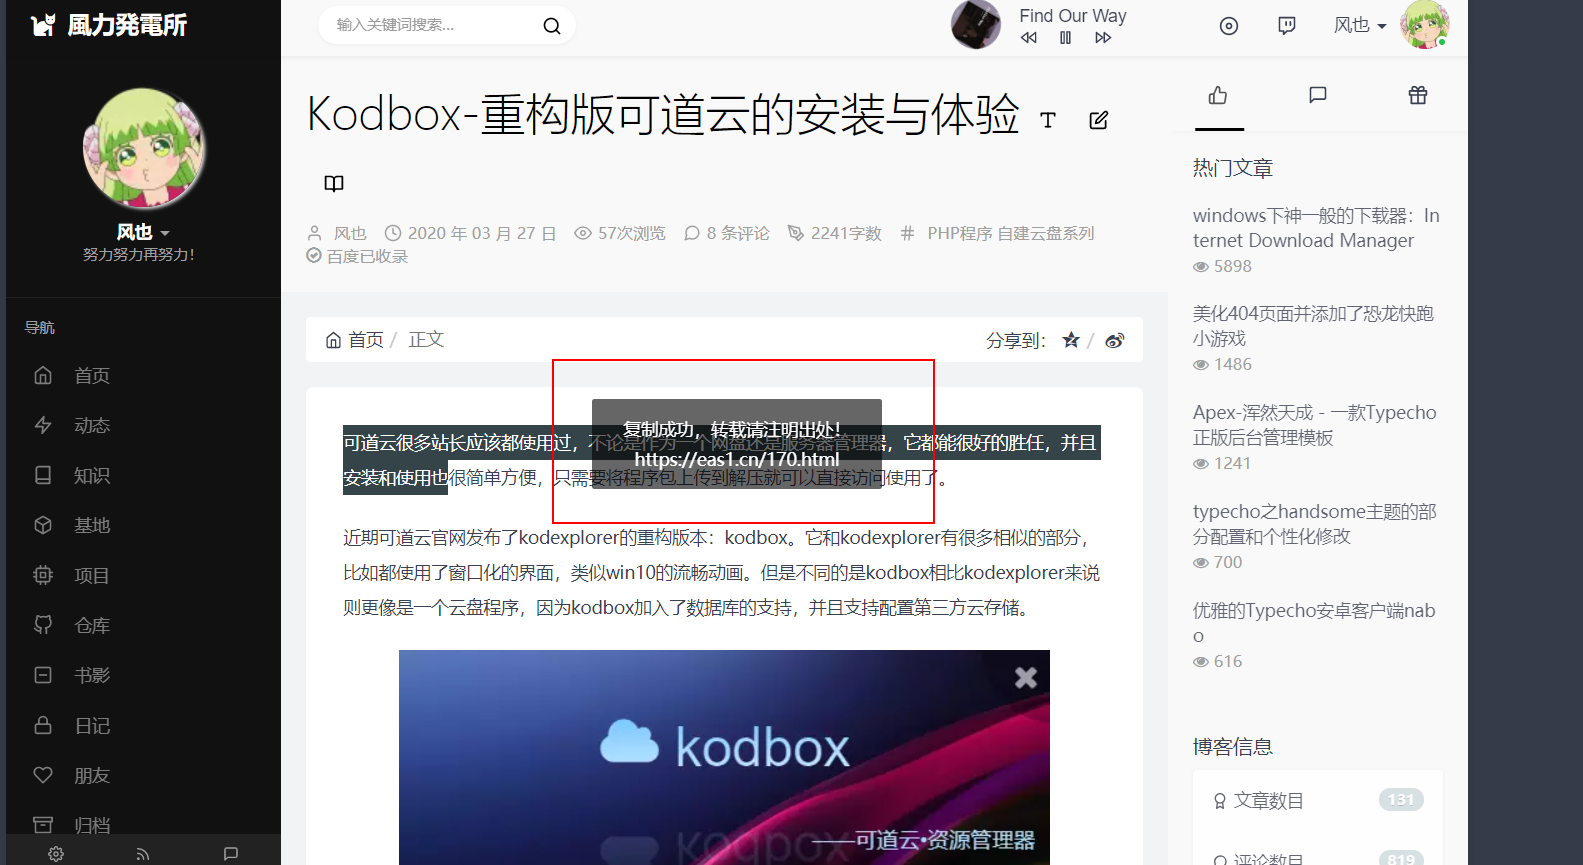 風力発電所
输入关键词搜索...
Find Our Way
风也
Kodbox-重构版可道云的安装与体验
风也
努力努力再努力！
风也 2020 年 03 月 27 日 57次浏览 8 条评论 2241字数 # PHP程序 自建云盘系列
百度已收录
导航
首页
动态
知识
基地
项目
仓库
书影
日记
朋友
归档
首页 / 正文
分享到： /
复制成功，转载请注明出处！
https://eas1.cn/170.html
可道云很多站长应该都使用过，不论是作为一个网盘还是服务器管理器，它都能很好的胜任，并且
安装和使用也很简单方便，只需要将程序包上传到解压就可以直接访问使用了。
近期可道云官网发布了kodexplorer的重构版本：kodbox。它和kodexplorer有很多相似的部分，
比如都使用了窗口化的界面，类似win10的流畅动画。但是不同的是kodbox相比kodexplorer来说
则更像是一个云盘程序，因为kodbox加入了数据库的支持，并且支持配置第三方云存储。
kodbox
——可道云•资源管理器
热门文章
windows下神一般的下载器：In
ternet Download Manager
5898
美化404页面并添加了恐龙快跑
小游戏
1486
Apex-浑然天成 - 一款Typecho
正版后台管理模板
1241
typecho之handsome主题的部
分配置和个性化修改
700
优雅的Typecho安卓客户端nab
o
616
博客信息
文章数目 131
评论数目 819